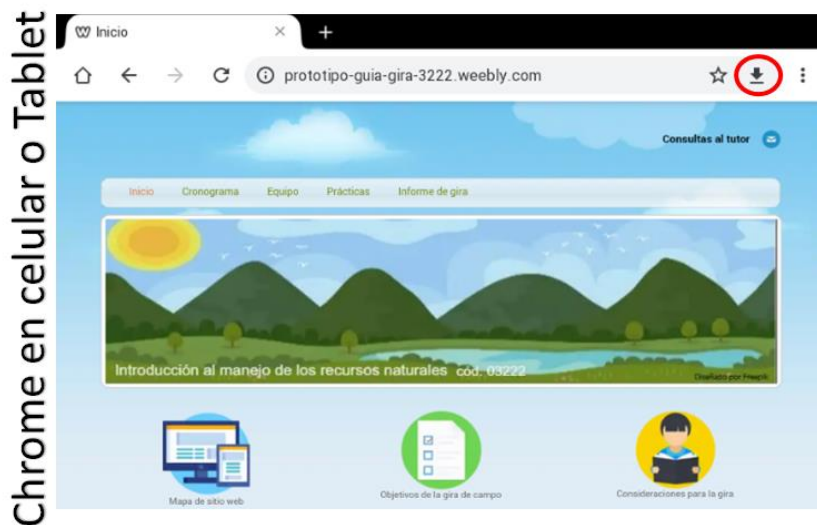 Chrome en celular o Tablet
Inicio
prototipo-guia-gira-3222.weebly.com
Consultas al tutor
Inicio Cronograma Equipo Prácticas Informe de gira
Introducción al manejo de los recursos naturales cód. 03222
Diseñado por Freepik
Mapa de sitio web Objetivos de la gira de campo Consideraciones para la gira